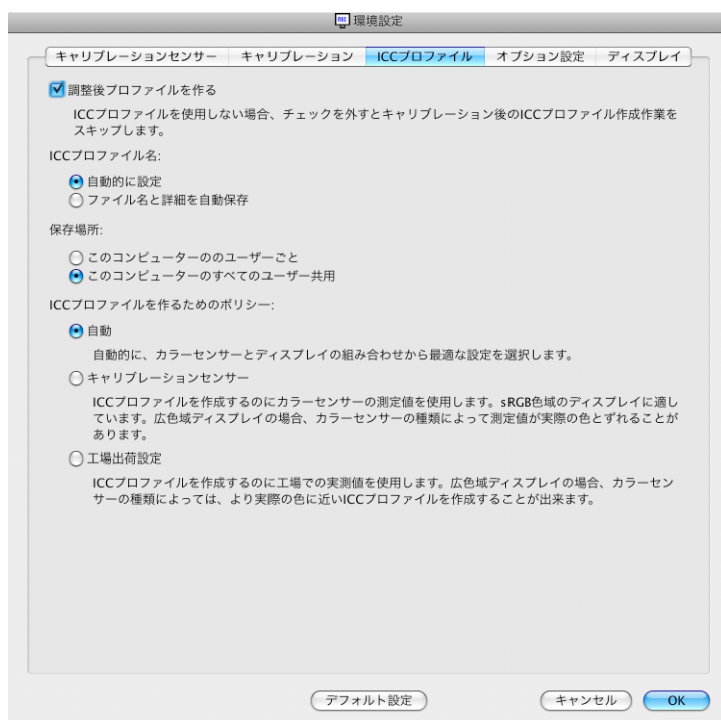 環境設定
キャリブレーションセンサー キャリブレーション ICCプロファイル オプション設定 ディスプレイ
調整後プロファイルを作る
ICCプロファイルを使用しない場合、チェックを外すとキャリブレーション後のICCプロファイル作成作業を
スキップします。
ICCプロファイル名:
自動的に設定
ファイル名と詳細を自動保存
保存場所:
このコンピューターののユーザーごと
このコンピューターのすべてのユーザー共用
ICCプロファイルを作るためのポリシー:
自動
自動的に、カラーセンサーとディスプレイの組み合わせから最適な設定を選択します。
キャリブレーションセンサー
ICCプロファイルを作成するのにカラーセンサーの測定値を使用します。sRGB色域のディスプレイに適し
ています。広色域ディスプレイの場合、カラーセンサーの種類によって測定値が実際の色とずれることが
あります。
工場出荷設定
ICCプロファイルを作成するのに工場での実測値を使用します。広色域ディスプレイの場合、カラーセン
サーの種類によっては、より実際の色に近いICCプロファイルを作成することが出来ます。
デフォルト設定 キャンセル OK